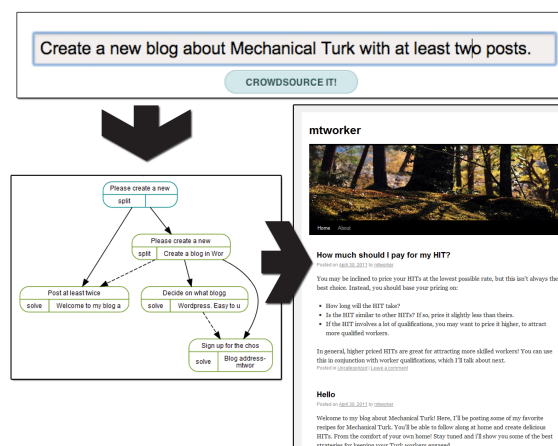 Create a new blog about Mechanical Turk with at least two posts.
CROWDSOURCE IT!
Please create a new
split
Please create a new
split Create a blog in Wor
Post at least twice
solve Welcome to my blog a
Decide on what blogg
solve Wordpress. Easy to u
Sign up for the chos
solve Blog address-
mtwor
mtworker
Home About
How much should I pay for my HIT?
Posted on April 30, 2011 by mtworker
You may be inclined to price your HITs at the lowest possible rate, but this isn't always the
best choice. Instead, you should base your pricing on:
• How long will the HIT take?
• Is the HIT similar to other HITs? If so, price it slightly less than theirs.
• If the HIT involves a lot of qualifications, you may want to price it higher, to attract
more qualified workers.
In general, higher priced HITs are great for attracting more skilled workers! You can use
this in conjunction with worker qualifications, which I'll talk about next.
Posted in Uncategorized | Leave a comment
Hello
Posted on April 30, 2011 by mtworker
Welcome to my blog about Mechanical Turk! Here, I'll be posting some of my favorite
recipes for Mechanical Turk. You'll be able to follow along at home and create delicious
HITs. From the comfort of your own home! Stay tuned and I'll show you some of the best
strategies for keeping your Turk workers engaged